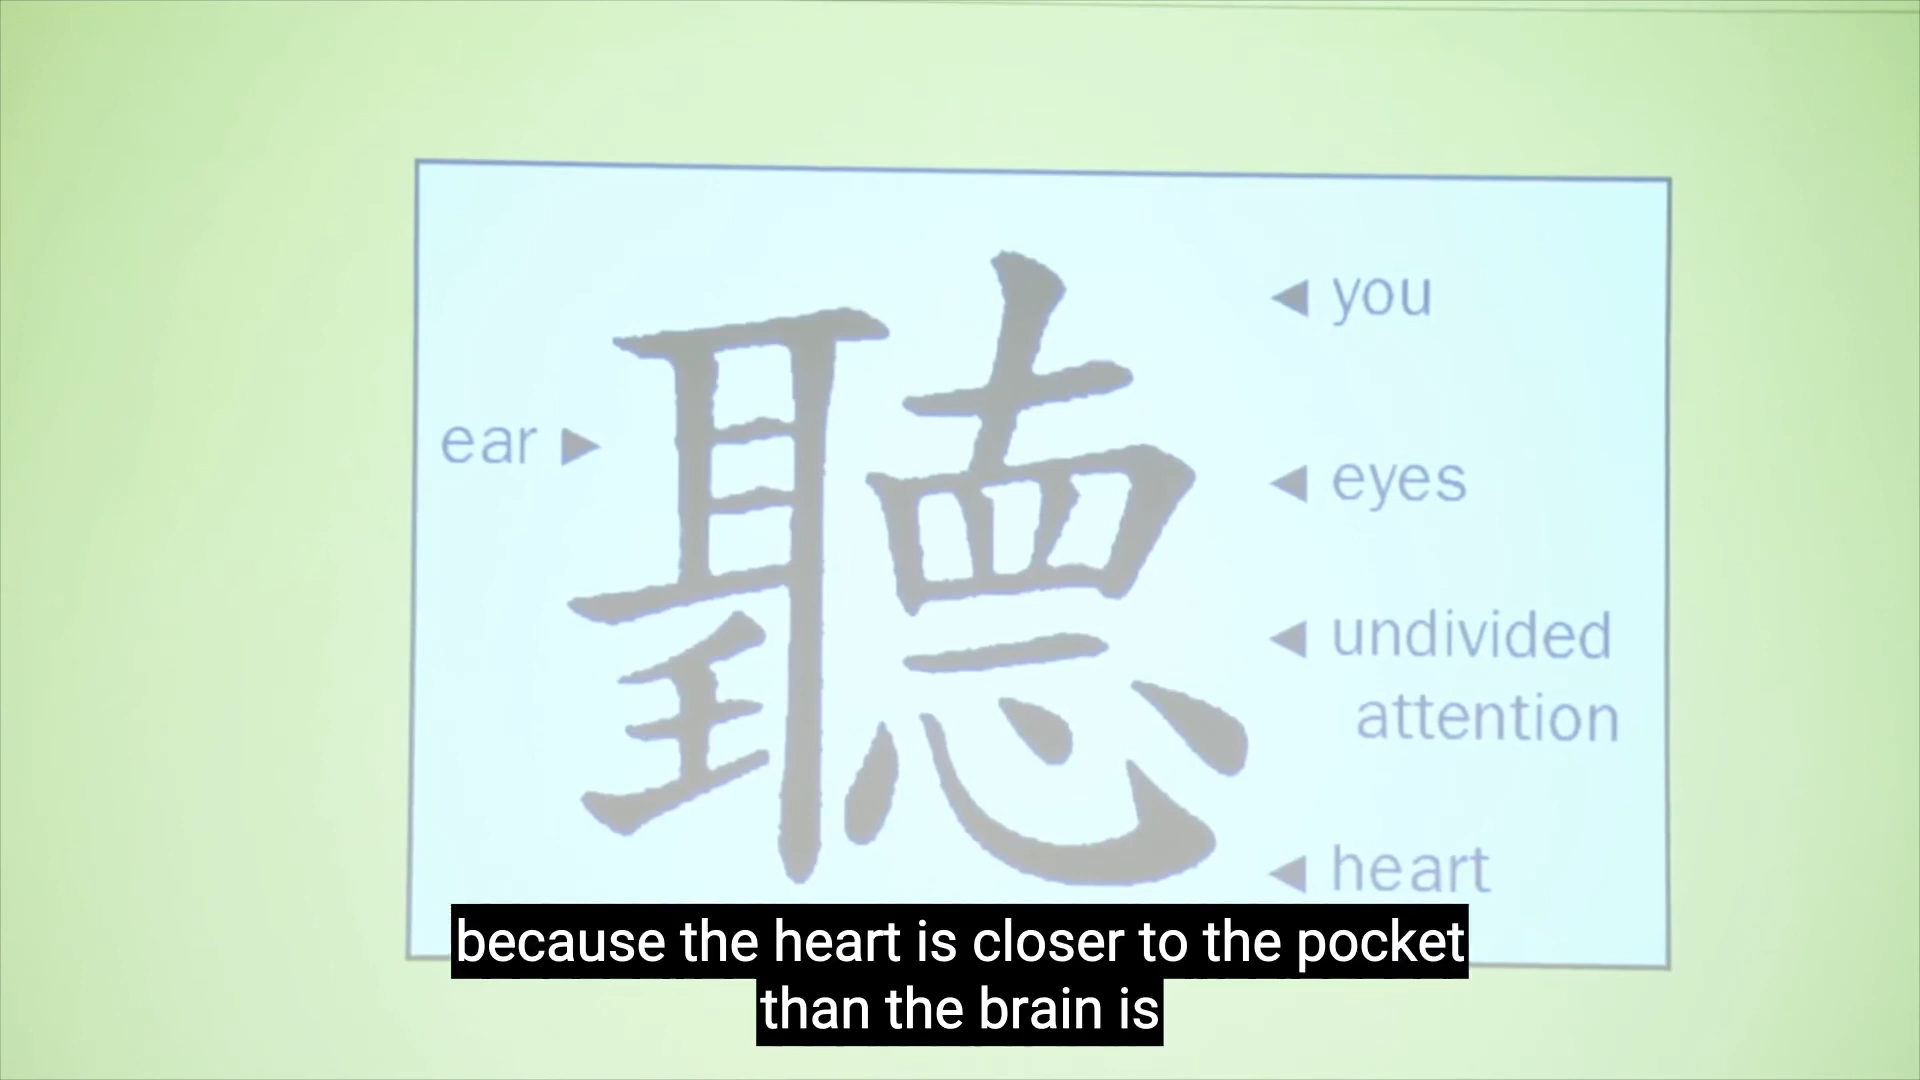 聽
ear
you
eyes
undivided
attention
heart
because the heart is closer to the pocket
than the brain is